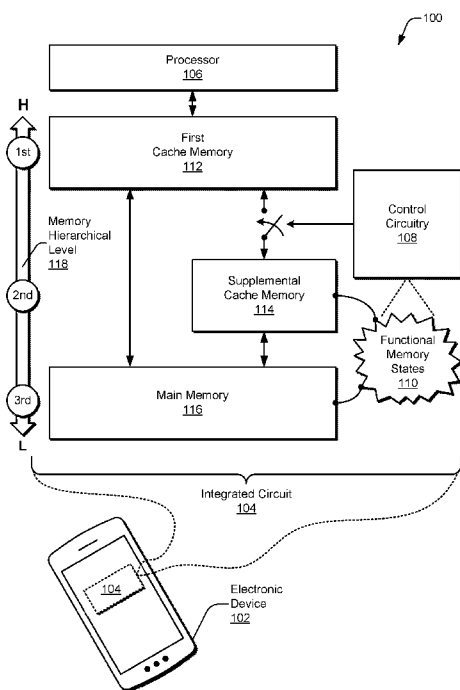 100
Processor
106
H
1st
First
Cache Memory
112
Memory
Hierarchical
Level
118
Control
Circuitry
108
2nd
Supplemental
Cache Memory
114
Functional
Memory
States
110
3rd
Main Memory
116
L
Integrated Circuit
104
104
Electronic
Device
102